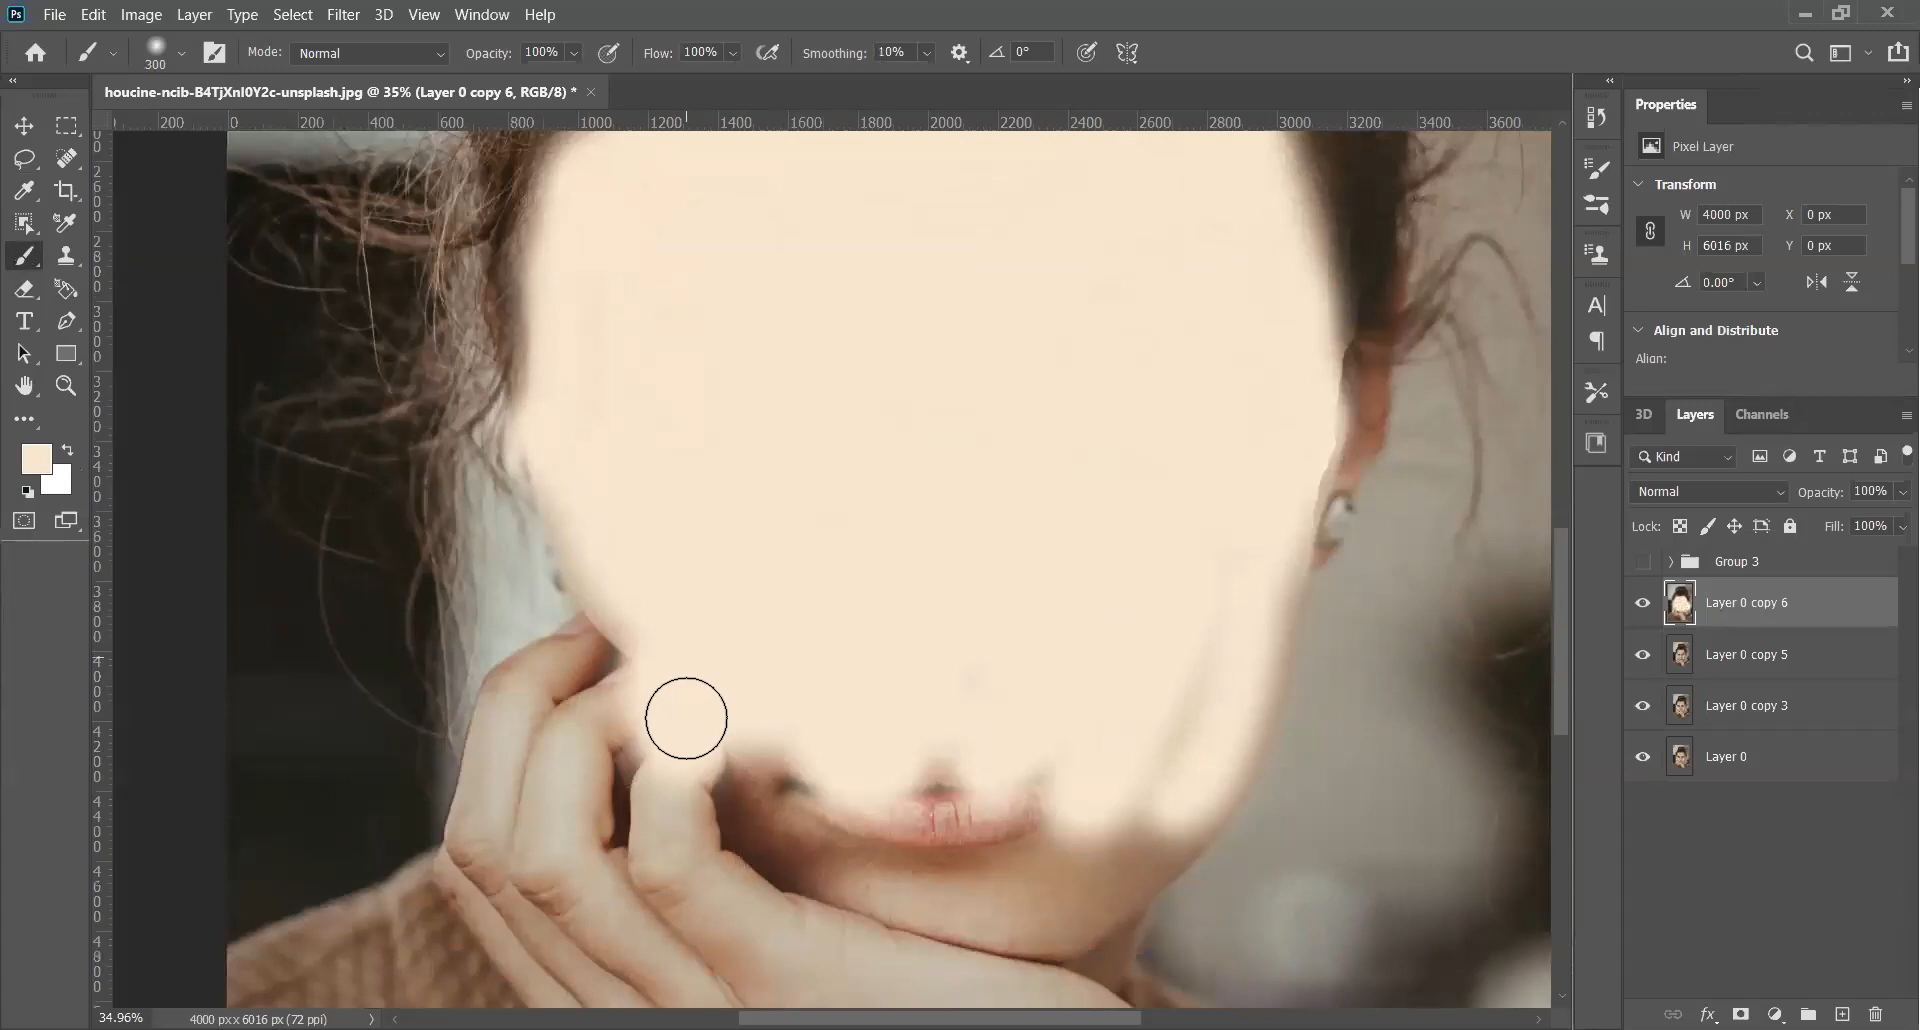 Ps File Edit Image Layer Type Select Filter 3D View Window Help
300 Mode: Normal Opacity: 100% Flow: 100% Smoothing: 10% 0°
houcine-ncib-B4TjXnI0Y2c-unsplash.jpg @ 35% (Layer 0 copy 6, RGB/8) *
200 0 200 400 600 800 1000 1200 1400 1600 1800 2000 2200 2400 2600 2800 3000 3200 3400 3600
Properties
Pixel Layer
Transform
W 4000 px X 0 px
H 6016 px Y 0 px
0.00°
Align and Distribute
Align:
3D Layers Channels
Kind
Normal Opacity: 100%
Lock: Fill: 100%
Group 3
Layer 0 copy 6
Layer 0 copy 5
Layer 0 copy 3
Layer 0
34.96% 4000 px x 6016 px (72 ppi)
fx